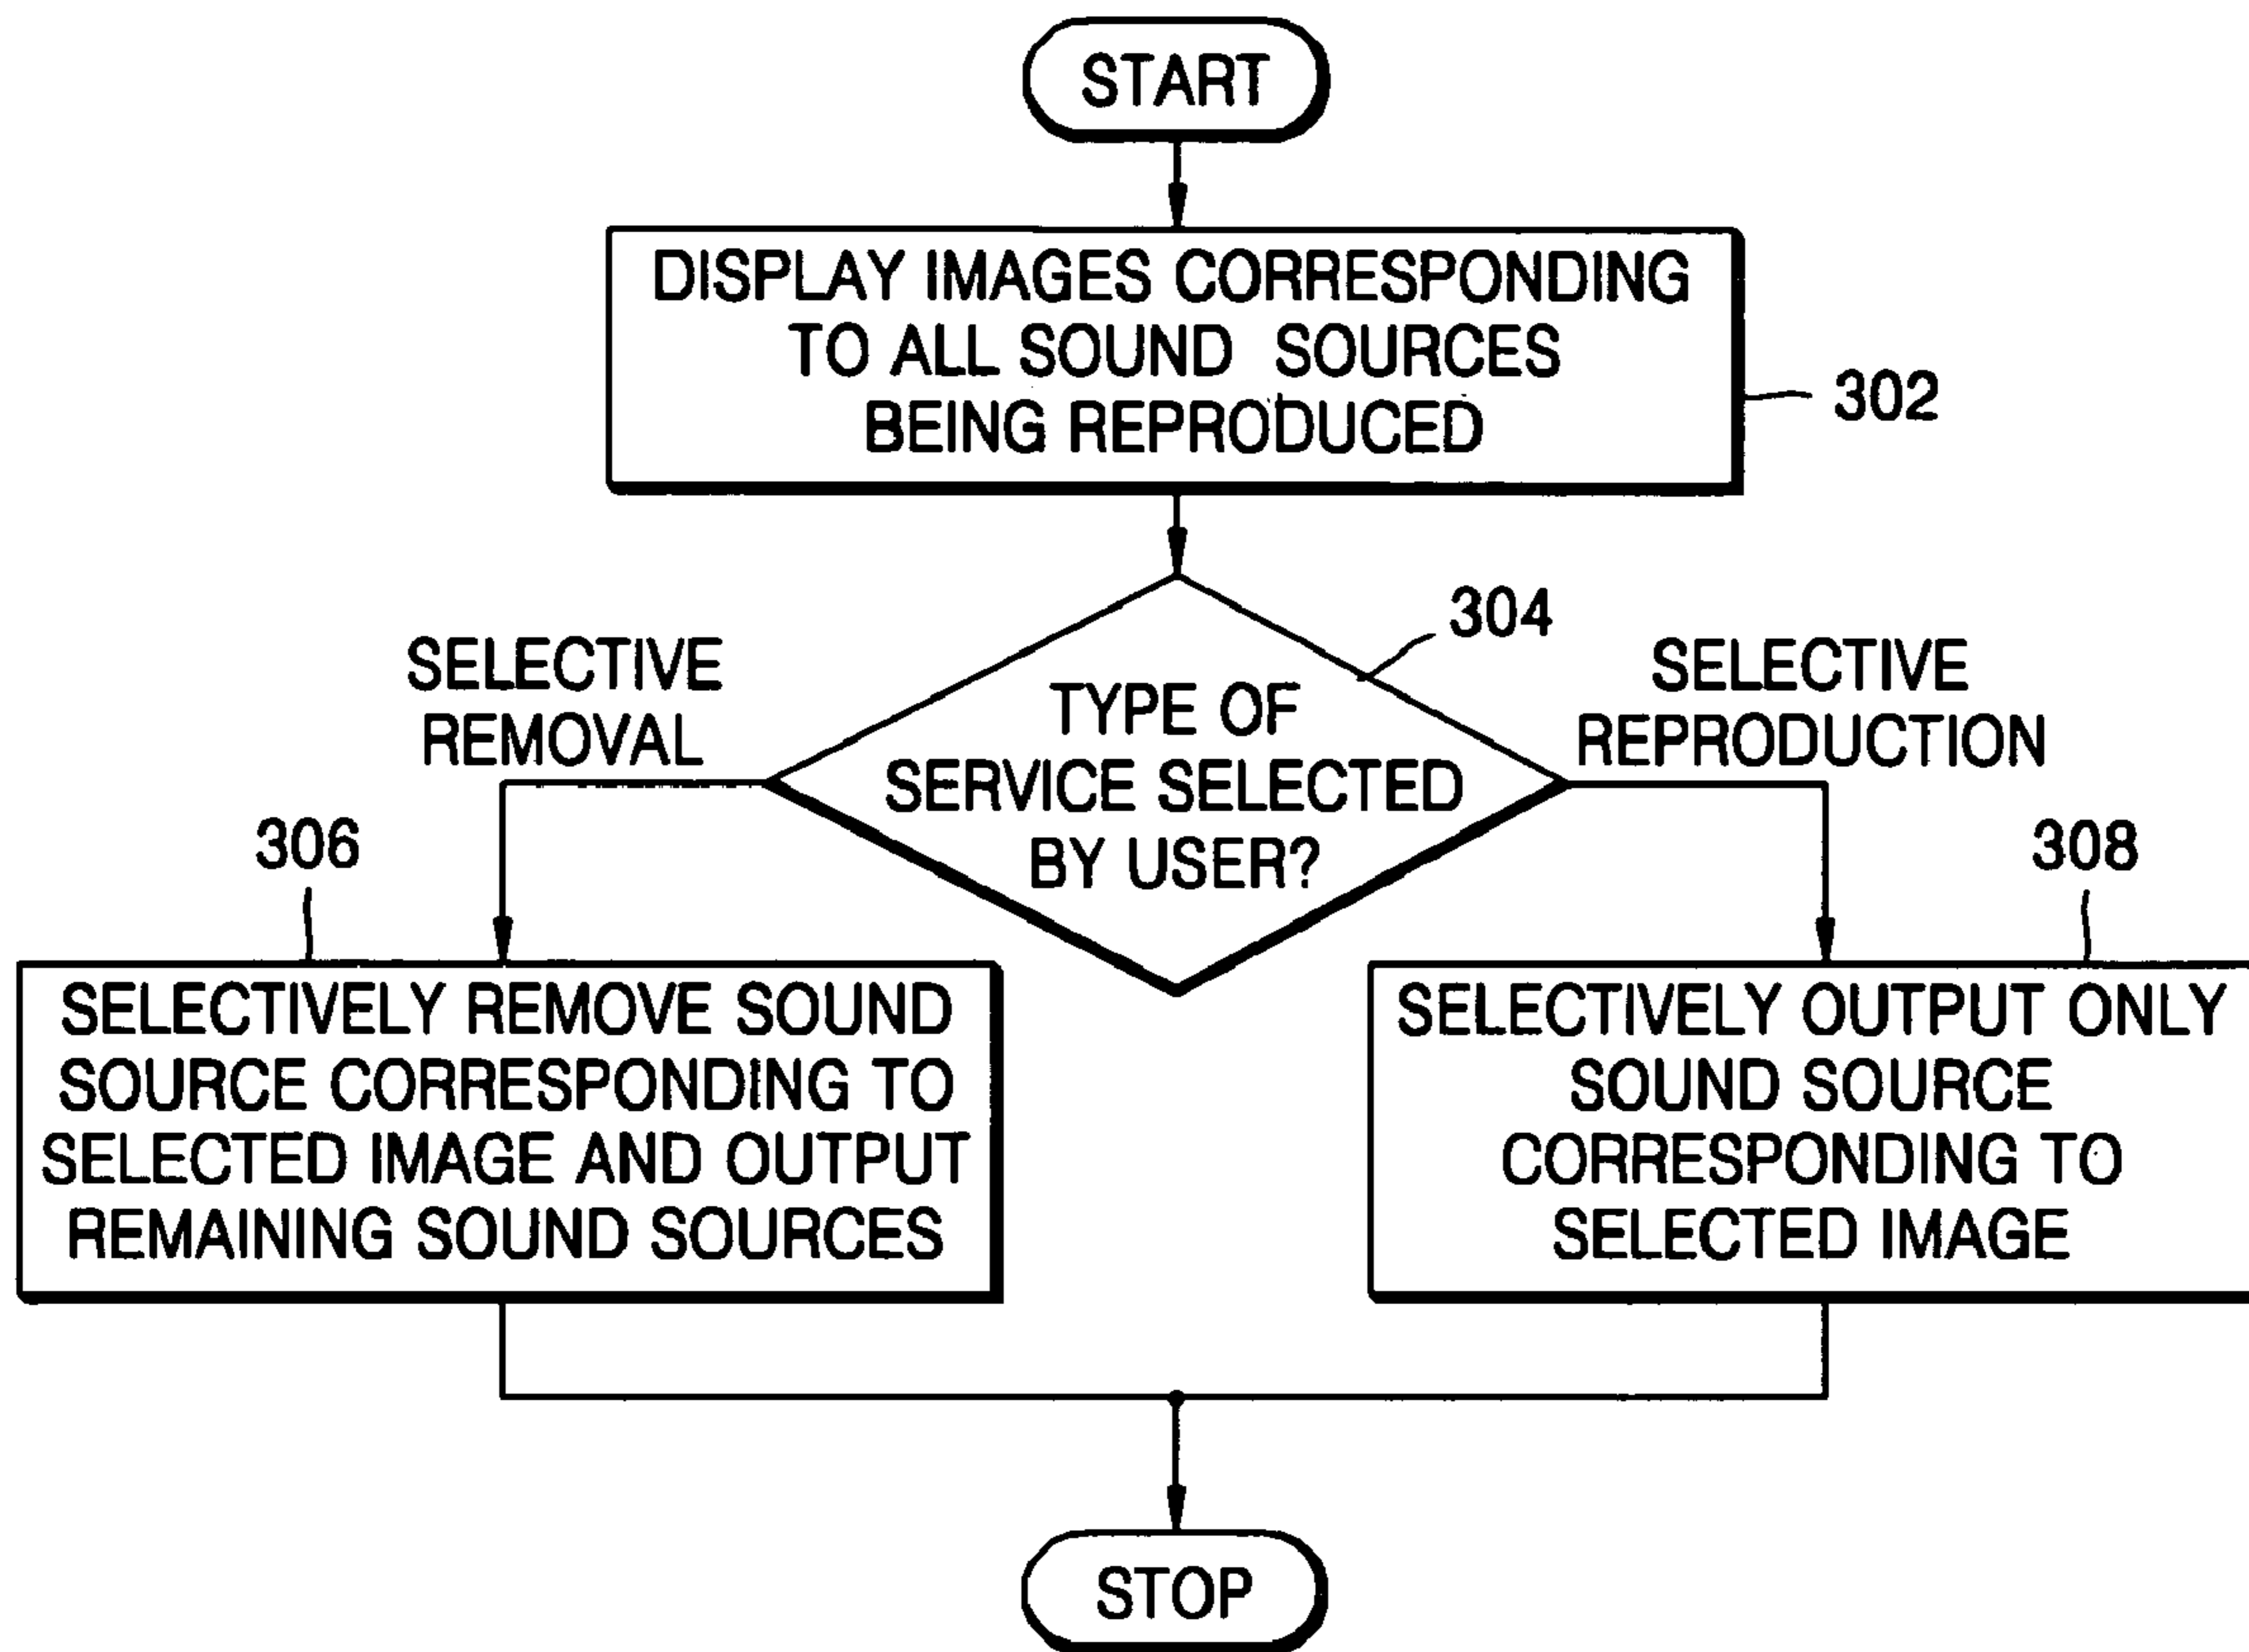 START
DISPLAY IMAGES CORRESPONDING
TO ALL SOUND SOURCES
BEING REPRODUCED
302
304
TYPE OF
SERVICE SELECTED
BY USER?
SELECTIVE
REMOVAL
SELECTIVE
REPRODUCTION
306
SELECTIVELY REMOVE SOUND
SOURCE CORRESPONDING TO
SELECTED IMAGE AND OUTPUT
REMAINING SOUND SOURCES
308
SELECTIVELY OUTPUT ONLY
SOUND SOURCE
CORRESPONDING TO
SELECTED IMAGE
STOP